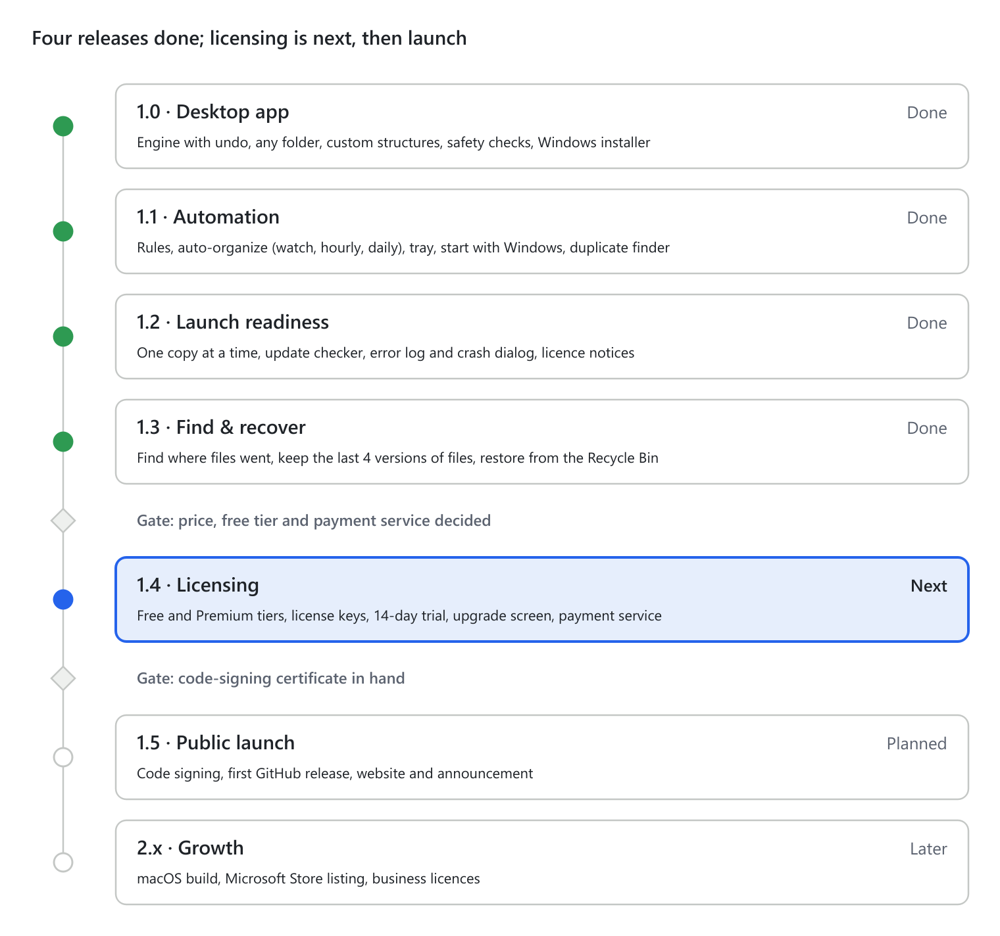 Four releases done; licensing is next, then launch
1.0 · Desktop app
Done
Engine with undo, any folder, custom structures, safety checks, Windows installer
1.1 · Automation
Done
Rules, auto-organize (watch, hourly, daily), tray, start with Windows, duplicate finder
1.2 · Launch readiness
Done
One copy at a time, update checker, error log and crash dialog, licence notices
1.3 · Find & recover
Done
Find where files went, keep the last 4 versions of files, restore from the Recycle Bin
Gate: price, free tier and payment service decided
1.4 · Licensing
Next
Free and Premium tiers, license keys, 14-day trial, upgrade screen, payment service
Gate: code-signing certificate in hand
1.5 · Public launch
Planned
Code signing, first GitHub release, website and announcement
2.x · Growth
Later
macOS build, Microsoft Store listing, business licences